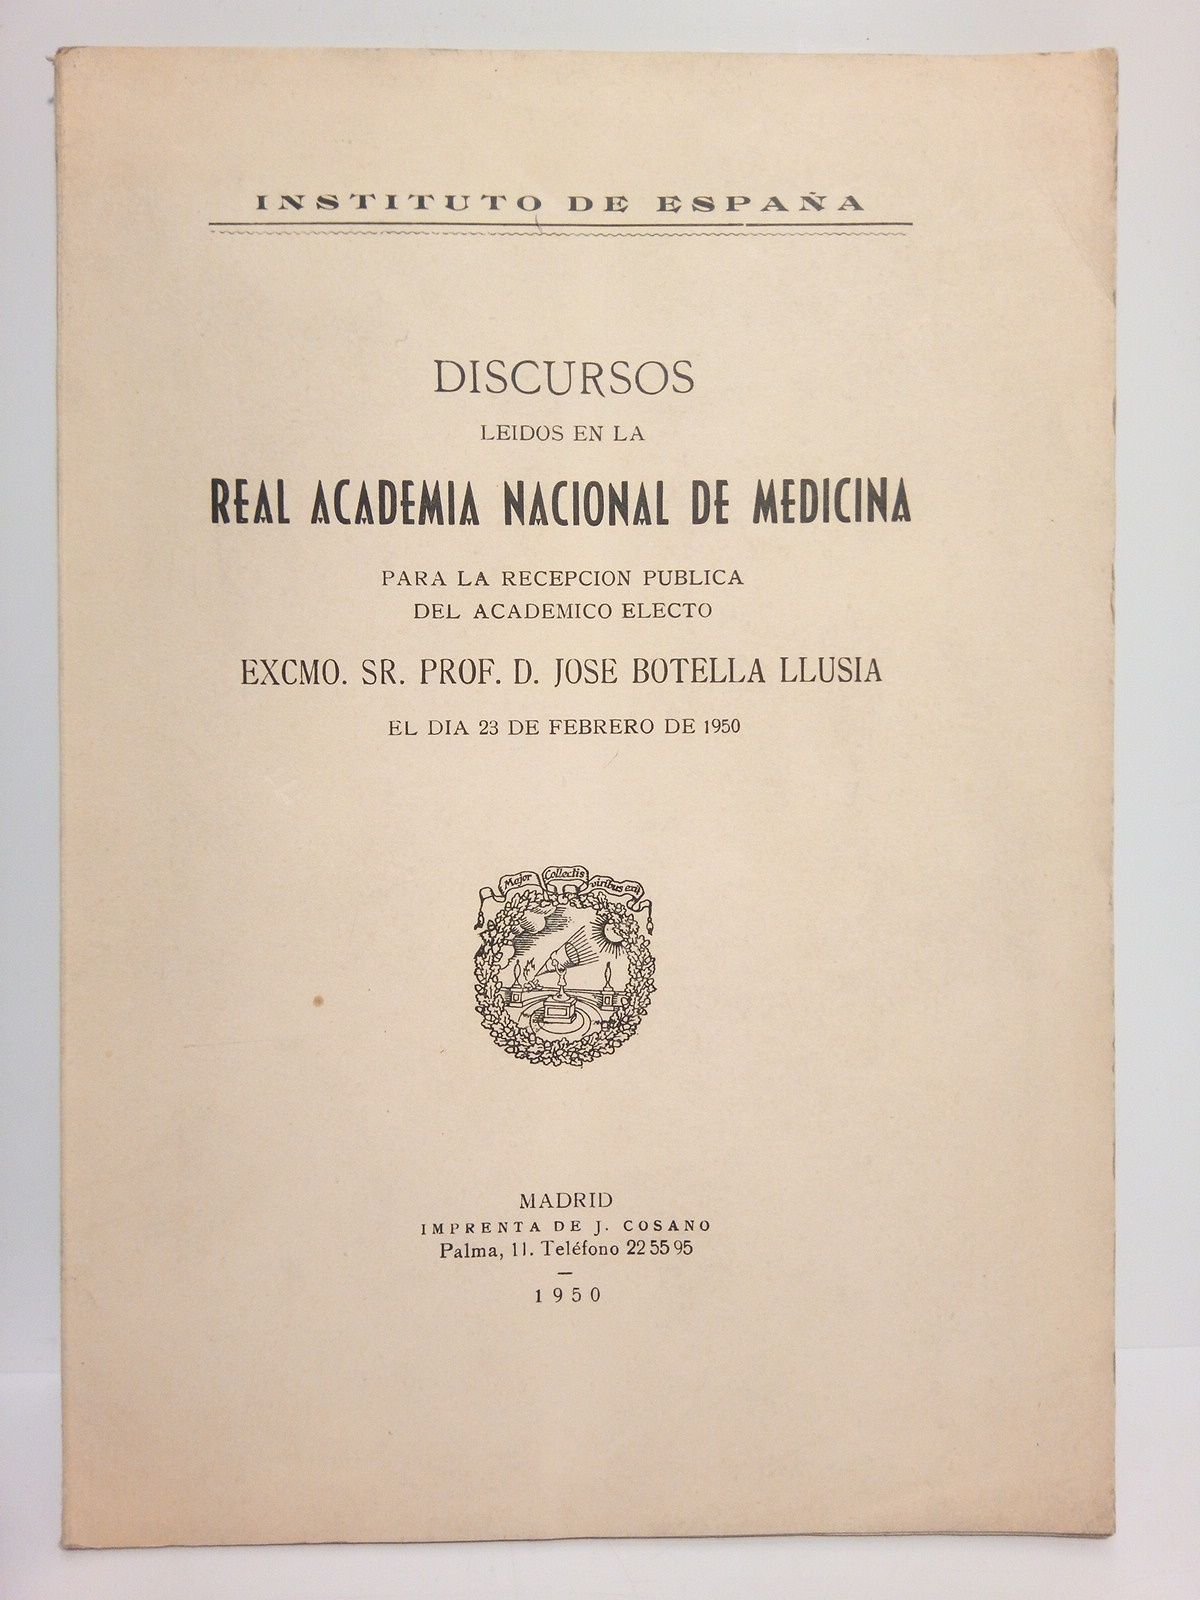 INSTITUTO DE ESPAÑA
DISCURSOS
LEIDOS EN LA
REAL ACADEMIA NACIONAL DE MEDICINA
PARA LA RECEPCION PUBLICA
DEL ACADEMICO ELECTO
EXCMO. SR. PROF. D. JOSE BOTELLA LLUSIA
EL DIA 23 DE FEBRERO DE 1950
Major Collectis viribus exit
MADRID
IMPRENTA DE J. COSANO
Palma, 11. Teléfono 22 55 95
1950